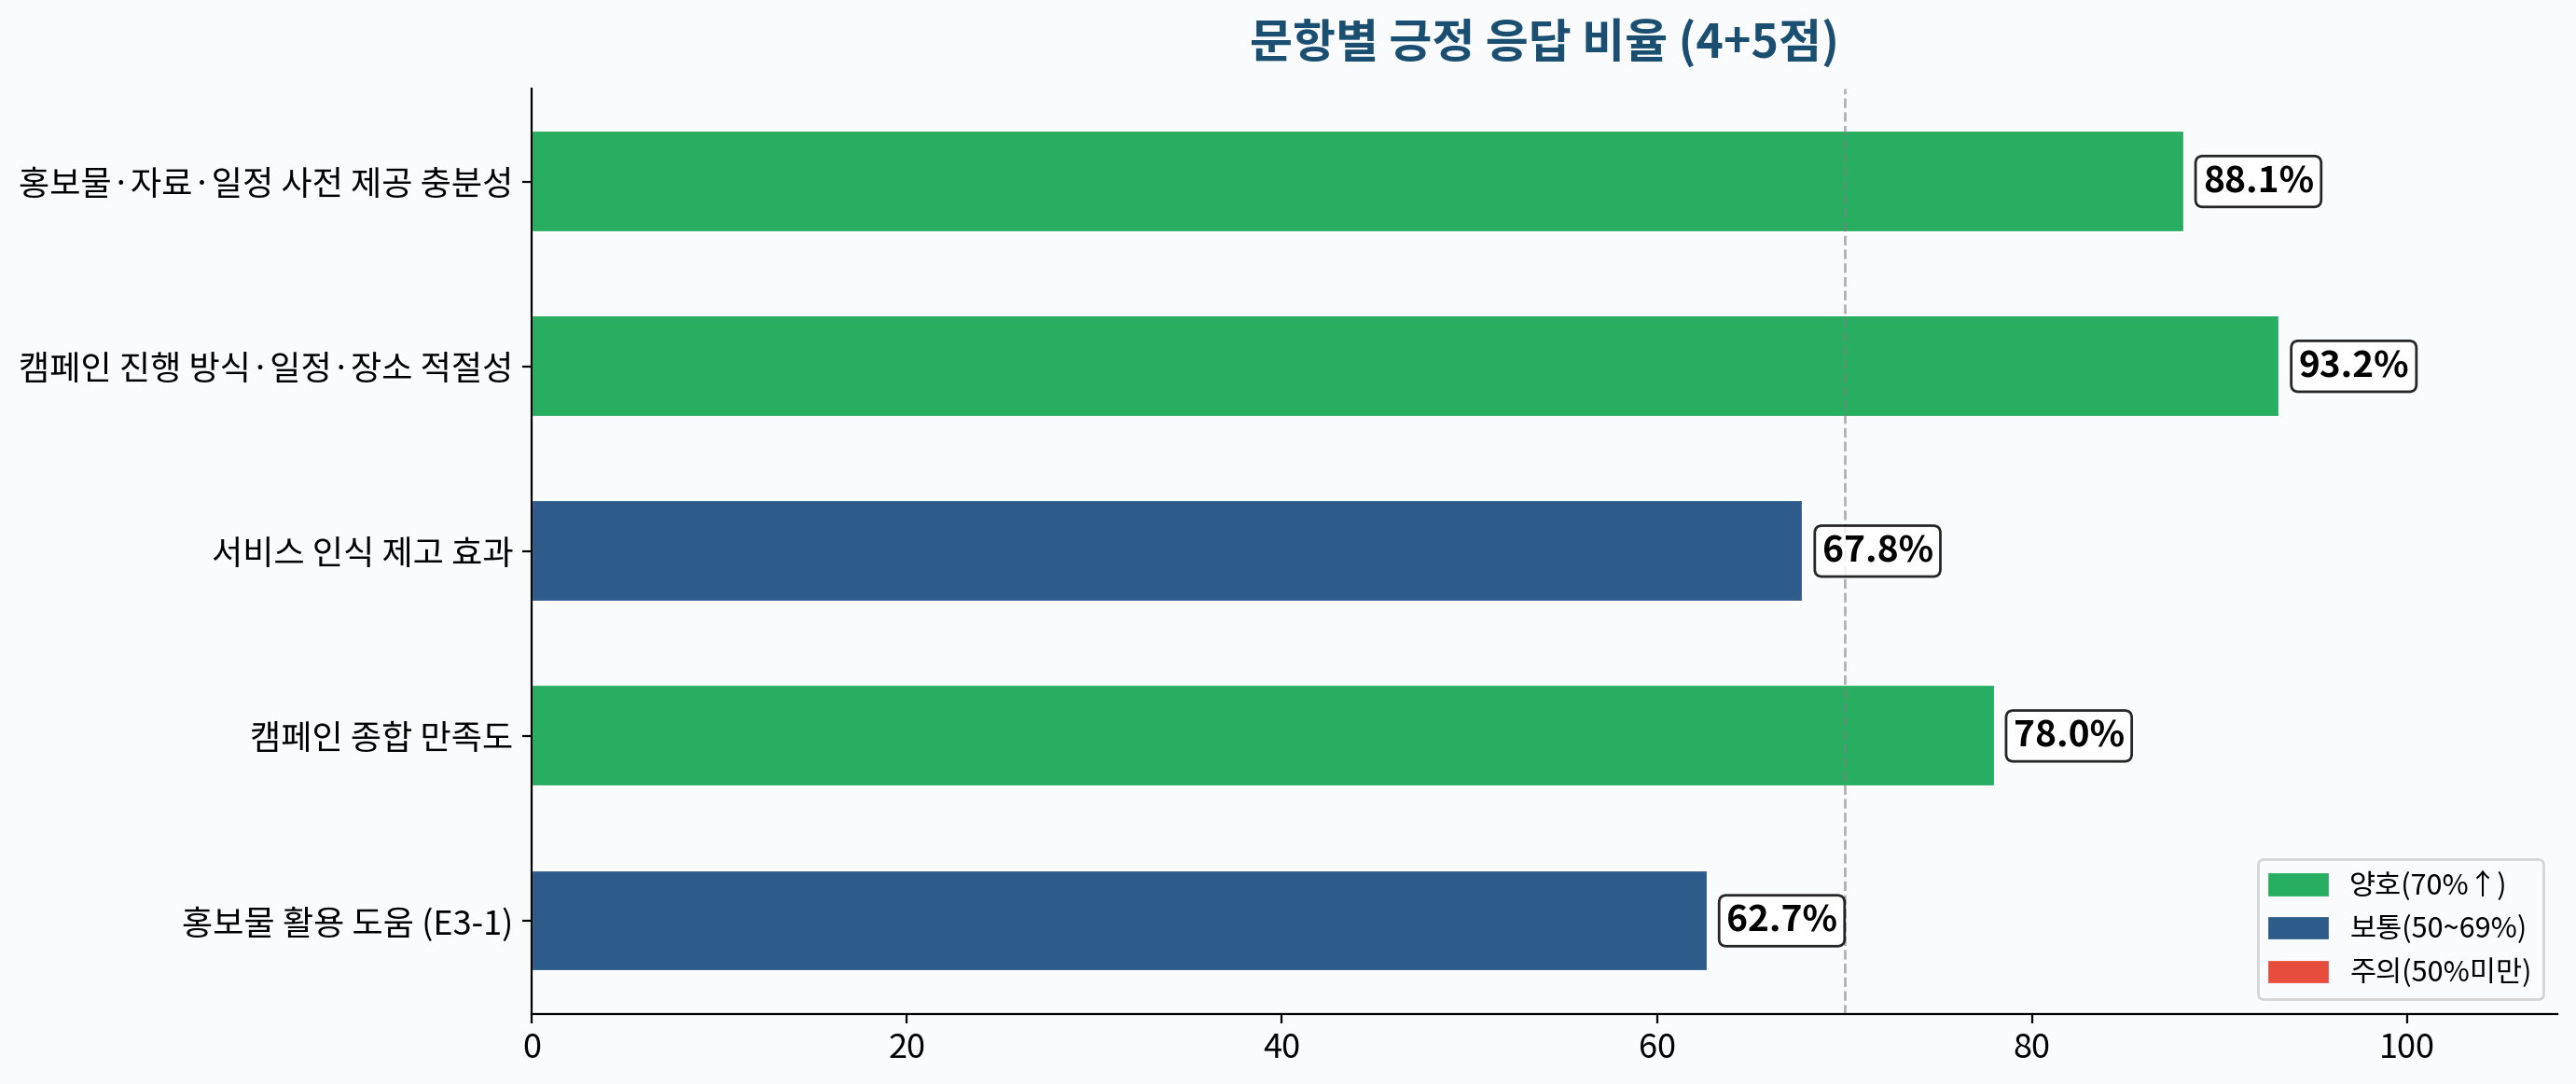 문항별 긍정 응답 비율 (4+5점)
홍보물·자료·일정 사전 제공 충분성
88.1%
캠페인 진행 방식·일정·장소 적절성
93.2%
서비스 인식 제고 효과
67.8%
캠페인 종합 만족도
78.0%
홍보물 활용 도움 (E3-1)
62.7%
양호(70%↑)
보통(50~69%)
주의(50%미만)
0 20 40 60 80 100